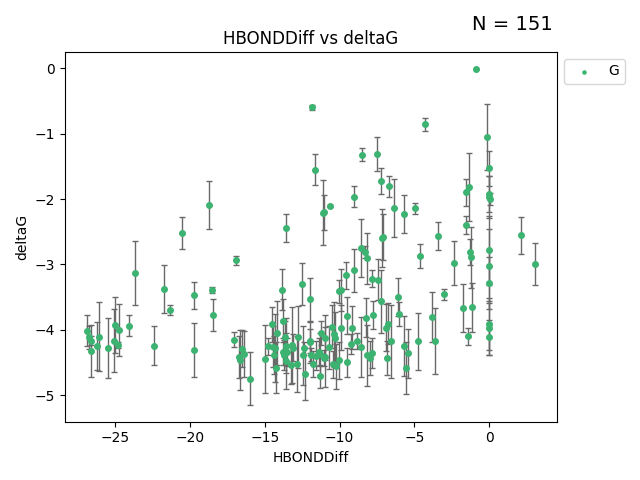 N = 151
HBONDDiff vs deltaG
G
deltaG
0
−1
−2
−3
−4
−5
−25 −20 −15 −10 −5 0
HBONDDiff